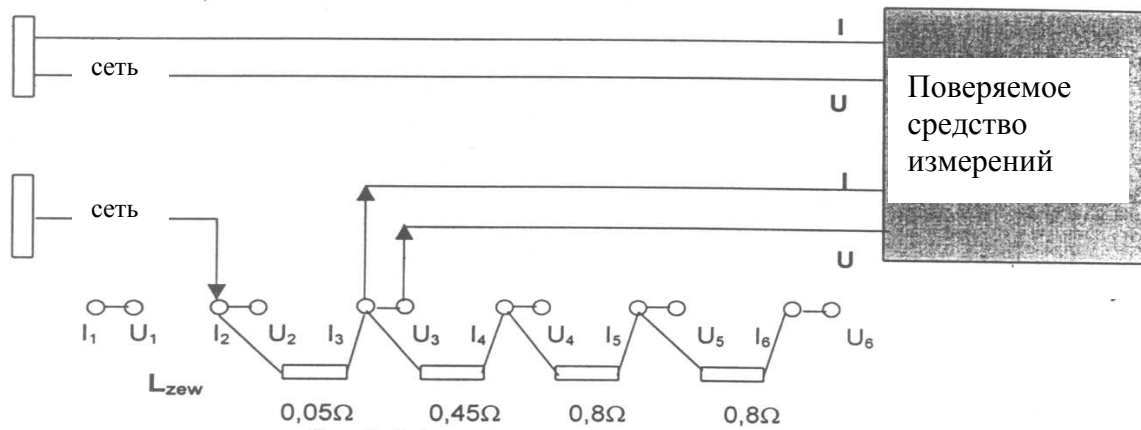 I
сеть
U
Поверяемое
средство
измерений
I
сеть
U
I₁ U₁ I₂ U₂ I₃ U₃ I₄ U₄ I₅ U₅ I₆ U₆
Lzew
0,05Ω 0,45Ω 0,8Ω 0,8Ω